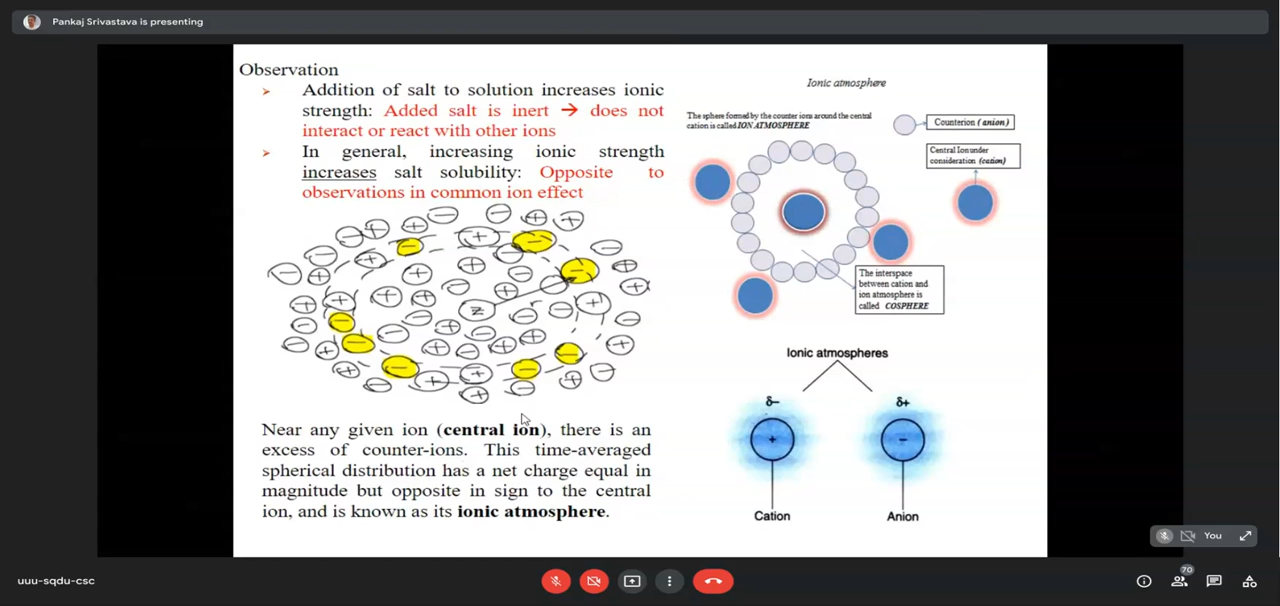 Pankaj Srivastava is presenting
Observation
➢ Addition of salt to solution increases ionic
strength: Added salt is inert → does not
interact or react with other ions
➢ In general, increasing ionic strength
increases salt solubility: Opposite to
observations in common ion effect
Z
r
Near any given ion (central ion), there is an
excess of counter-ions. This time-averaged
spherical distribution has a net charge equal in
magnitude but opposite in sign to the central
ion, and is known as its ionic atmosphere.
Ionic atmosphere
The sphere formed by the counter ions around the central
cation is called ION ATMOSPHERE
Counterion (anion)
Central Ion under
consideration (cation)
The interspace
between cation and
ion atmosphere is
called COSPHERE
Ionic atmospheres
δ− δ+
+ −
Cation Anion
You
uuu-sqdu-csc
70